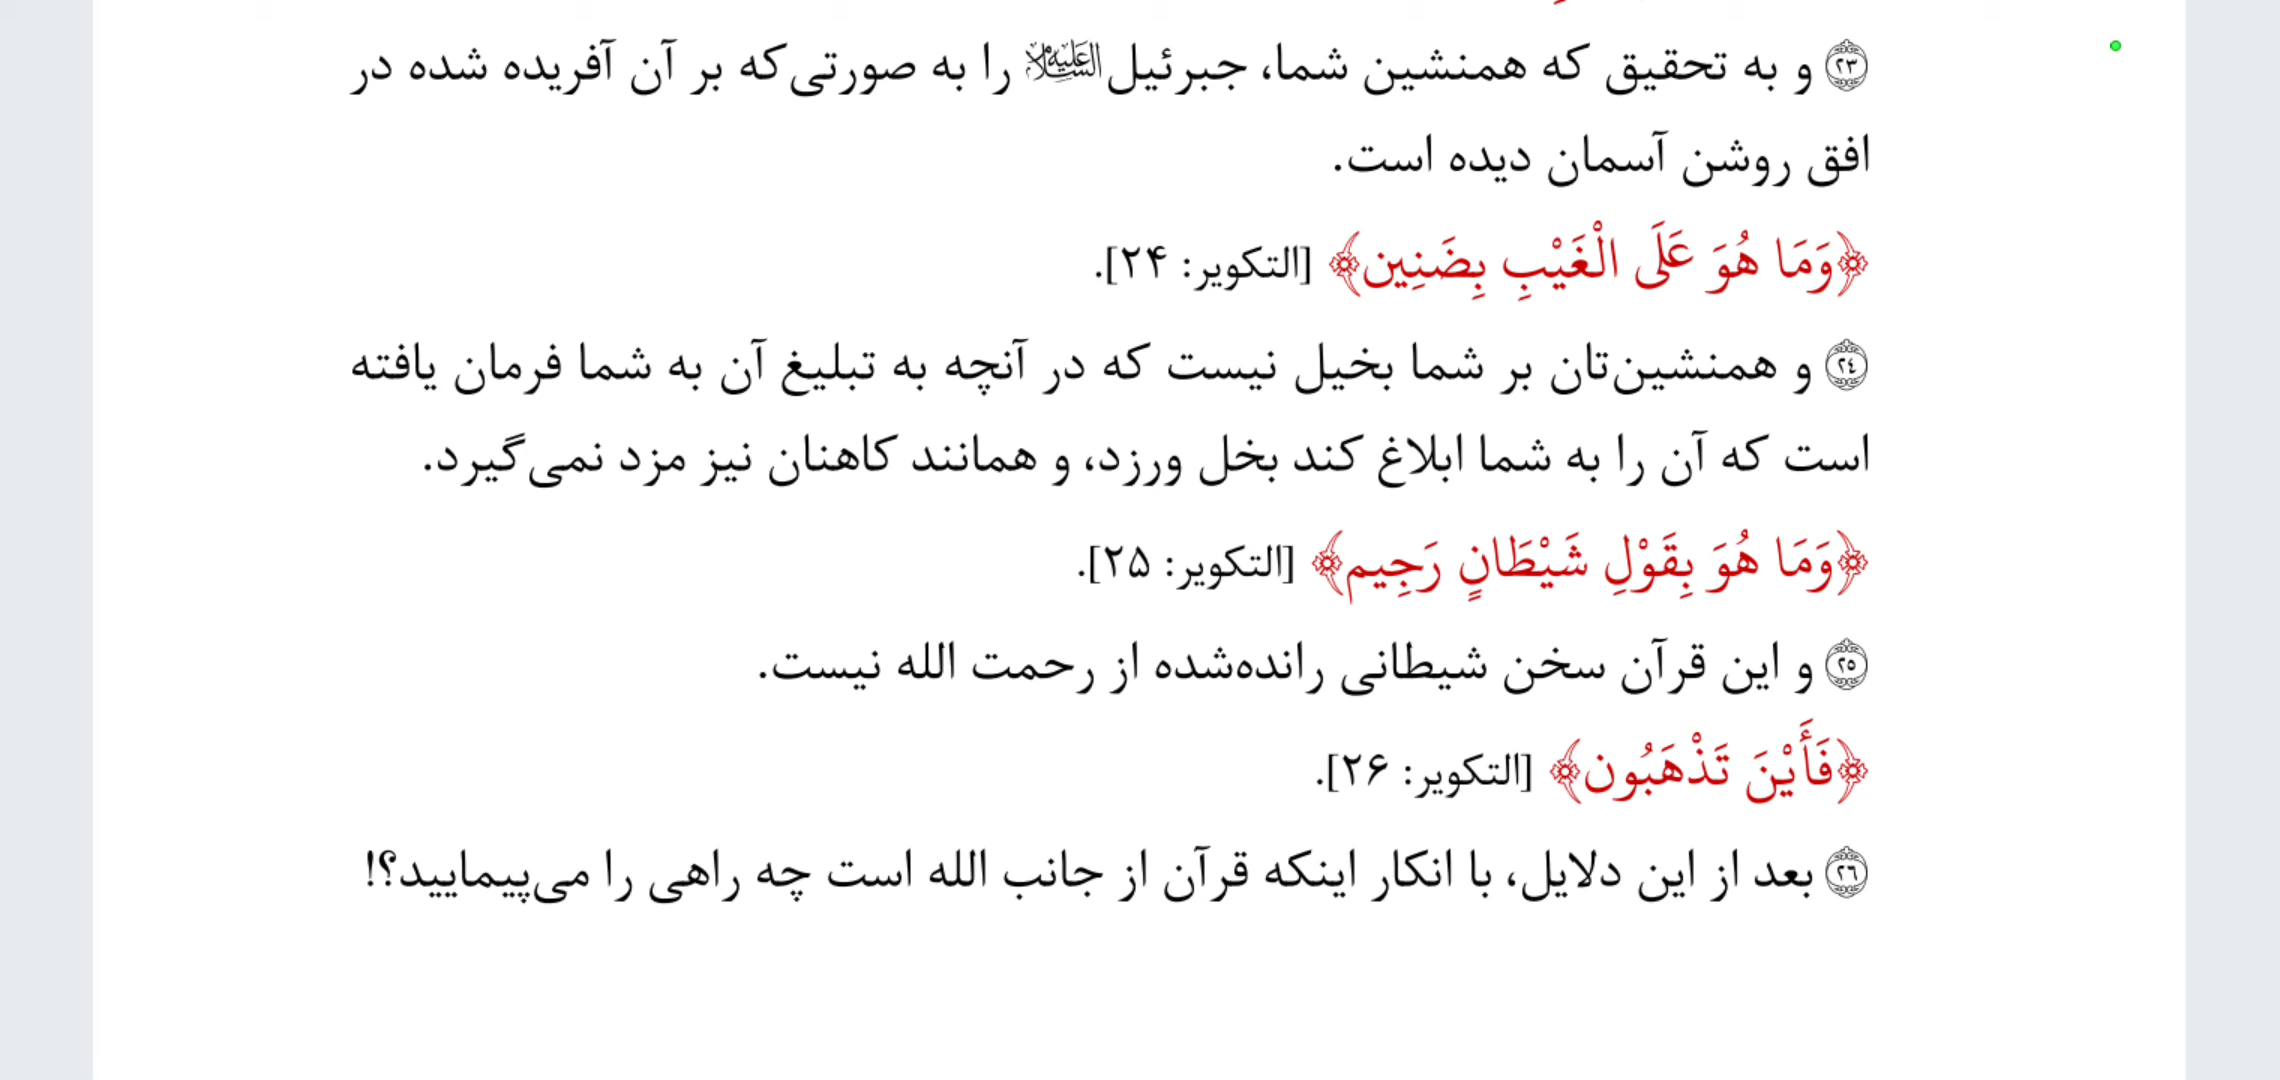 ۲۳ و به تحقیق که همنشین شما، جبرئیل علیه السلام را به صورتی‌که بر آن آفریده شده در
افق روشن آسمان دیده است.
﴿وَمَا هُوَ عَلَى الْغَيْبِ بِضَنِين﴾ [التکویر: ۲۴].
٢٤ و همنشین‌تان بر شما بخیل نیست که در آنچه به تبلیغ آن به شما فرمان یافته
است که آن را به شما ابلاغ کند بخل ورزد، و همانند کاهنان نیز مزد نمی‌گیرد.
﴿وَمَا هُوَ بِقَوْلِ شَيْطَانٍ رَجِيم﴾ [التکویر: ۲۵].
٢٥ و این قرآن سخن شیطانی رانده‌شده از رحمت الله نیست.
﴿فَأَيْنَ تَذْهَبُون﴾ [التکویر: ۲۶].
٢٦ بعد از این دلایل، با انکار اینکه قرآن از جانب الله است چه راهی را می‌پیمایید؟!